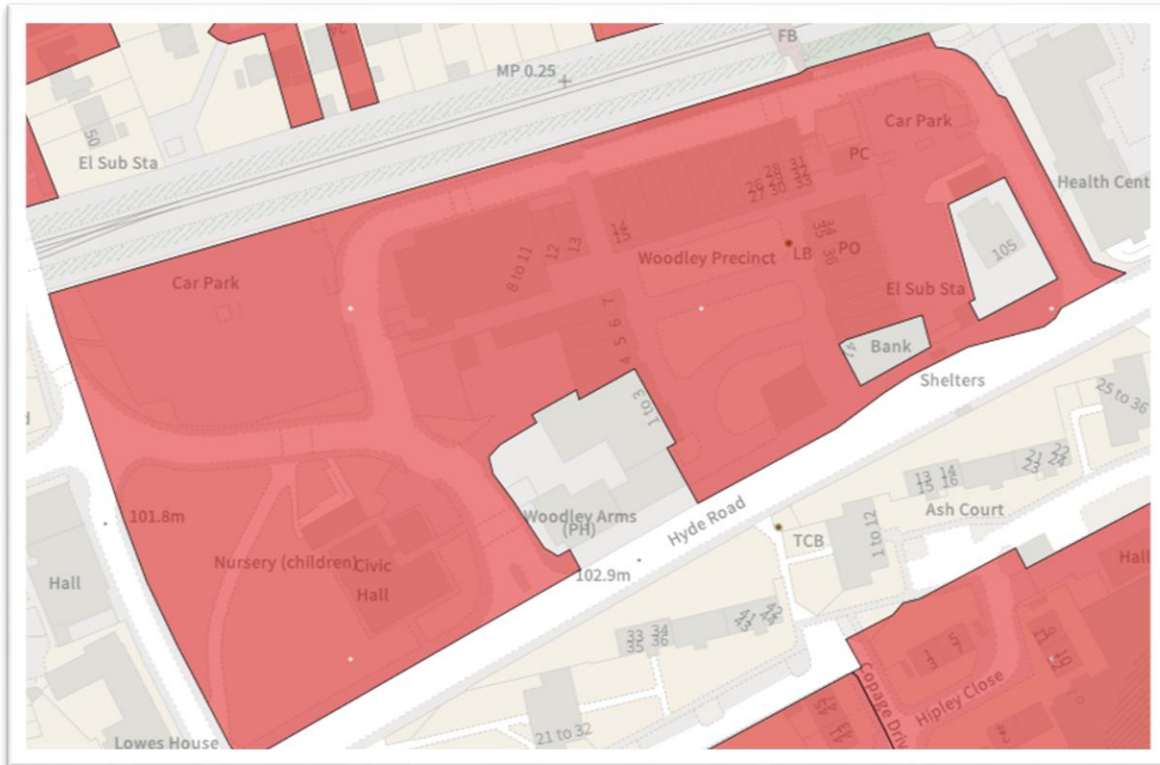 FB
MP 0.25
50
El Sub Sta
Car Park
PC
28 31
29 32
26 30 33
27
Health Cent
14
15
34
35
36
Woodley Precinct
LB
PO
105
8 to 11
12
13
Car Park
El Sub Sta
7
6
5
4
Bank
Shelters
1 to 3
25 to 36
22
21 24
23
13 14
15 16
101.8m
Woodley Arms
(PH)
Hyde Road
Ash Court
TCB
1 to 12
Nursery (children)
Civic
Hall
Hall
102.9m
Hall
33 34
35 36
Hipley Close
Copage Driv
21 to 32
Lowes House